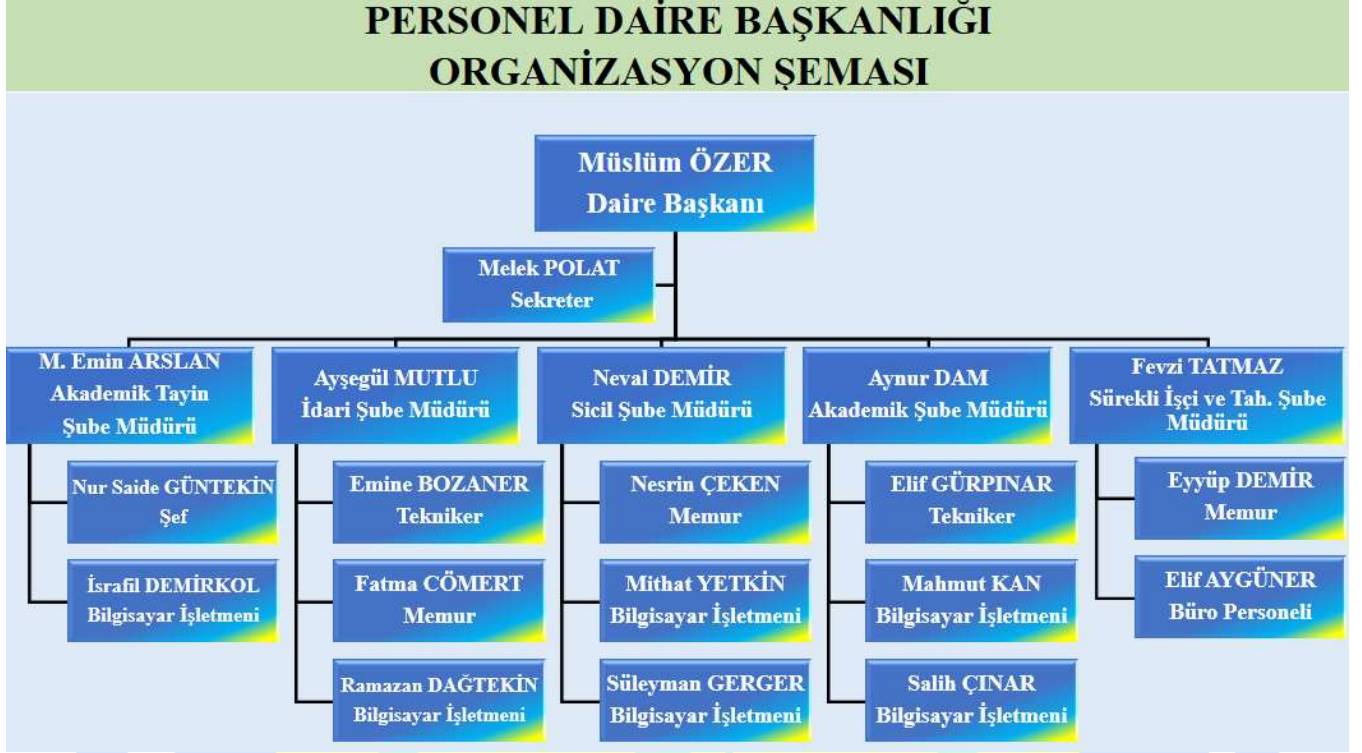 PERSONEL DAİRE BAŞKANLIĞI
ORGANİZASYON ŞEMASI
Müslüm ÖZER
Daire Başkanı
Melek POLAT
Sekreter
M. Emin ARSLAN
Akademik Tayin
Şube Müdürü
Nur Saide GÜNTEKİN
Şef
İsrafil DEMİRKOL
Bilgisayar İşletmeni
Ayşegül MUTLU
İdari Şube Müdürü
Emine BOZANER
Tekniker
Fatma CÖMERT
Memur
Ramazan DAĞTEKİN
Bilgisayar İşletmeni
Neval DEMİR
Sicil Şube Müdürü
Nesrin ÇEKEN
Memur
Mithat YETKİN
Bilgisayar İşletmeni
Süleyman GERGER
Bilgisayar İşletmeni
Aynur DAM
Akademik Şube Müdürü
Elif GÜRPINAR
Tekniker
Mahmut KAN
Bilgisayar İşletmeni
Salih ÇINAR
Bilgisayar İşletmeni
Fevzi TATMAZ
Sürekli İşçi ve Tah. Şube
Müdürü
Eyyüp DEMİR
Memur
Elif AYGÜNER
Büro Personeli